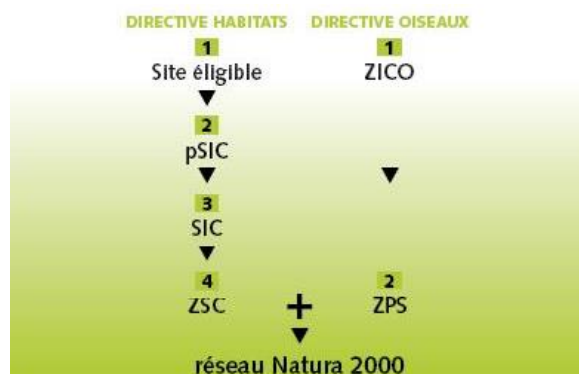 DIRECTIVE HABITATS DIRECTIVE OISEAUX
1 1
Site éligible ZICO
2
pSIC
3
SIC
4 2
ZSC + ZPS
réseau Natura 2000